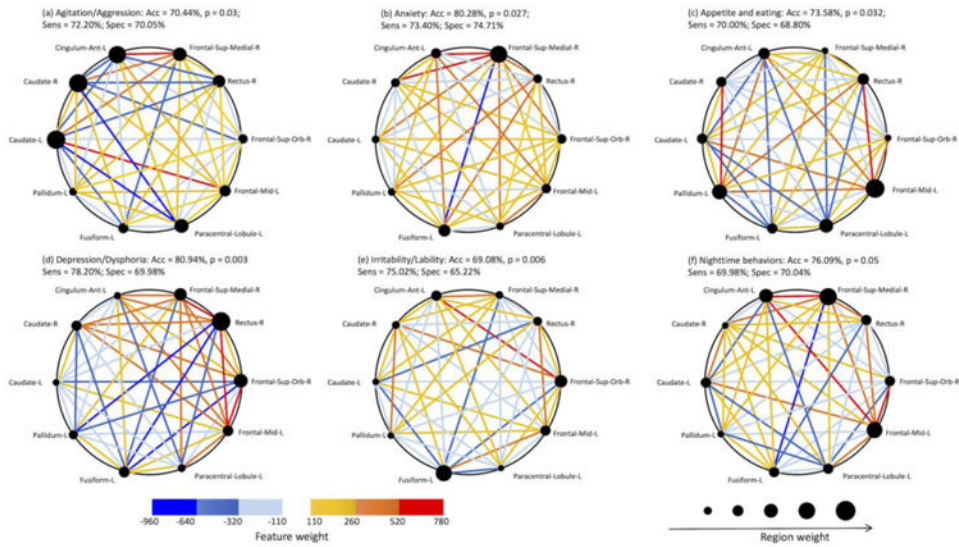 (a) Agitation/Aggression: Acc = 70.44%, p = 0.03;
Sens = 72.20%; Spec = 70.05%
Cingulum-Ant-L
Frontal-Sup-Medial-R
Caudate-R
Rectus-R
Caudate-L
Frontal-Sup-Orb-R
Pallidum-L
Frontal-Mid-L
Fusiform-L
Paracentral-Lobule-L
(b) Anxiety: Acc = 80.28%, p = 0.027;
Sens = 73.40%; Spec = 74.71%
Cingulum-Ant-L
Frontal-Sup-Medial-R
Caudate-R
Rectus-R
Caudate-L
Frontal-Sup-Orb-R
Pallidum-L
Frontal-Mid-L
Fusiform-L
Paracentral-Lobule-L
(c) Appetite and eating: Acc = 73.58%, p = 0.032;
Sens = 70.00%; Spec = 68.80%
Cingulum-Ant-L
Frontal-Sup-Medial-R
Caudate-R
Rectus-R
Caudate-L
Frontal-Sup-Orb-R
Pallidum-L
Frontal-Mid-L
Fusiform-L
Paracentral-Lobule-L
(d) Depression/Dysphoria: Acc = 80.94%, p = 0.003
Sens = 78.20%; Spec = 69.98%
Cingulum-Ant-L
Frontal-Sup-Medial-R
Caudate-R
Rectus-R
Caudate-L
Frontal-Sup-Orb-R
Pallidum-L
Frontal-Mid-L
Fusiform-L
Paracentral-Lobule-L
(e) Irritability/Lability: Acc = 69.08%, p = 0.006
Sens = 75.02%; Spec = 65.22%
Cingulum-Ant-L
Frontal-Sup-Medial-R
Caudate-R
Rectus-R
Caudate-L
Frontal-Sup-Orb-R
Pallidum-L
Frontal-Mid-L
Fusiform-L
Paracentral-Lobule-L
(f) Nighttime behaviors: Acc = 76.09%, p = 0.05
Sens = 69.98%; Spec = 70.04%
Cingulum-Ant-L
Frontal-Sup-Medial-R
Caudate-R
Rectus-R
Caudate-L
Frontal-Sup-Orb-R
Pallidum-L
Frontal-Mid-L
Fusiform-L
Paracentral-Lobule-L
-960 -640 -320 -110 110 260 520 780
Feature weight
Region weight